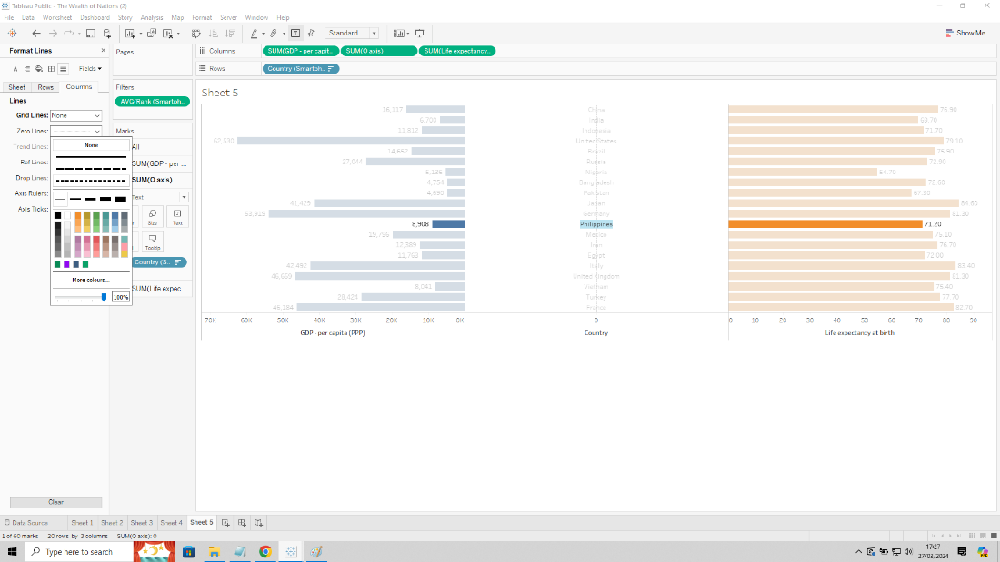 Tableau Public - The Wealth of Nations (2)
File Data Worksheet Dashboard Story Analysis Map Format Server Window Help
Standard
Show Me
Format Lines
Fields
Sheet Rows Columns
Lines
Grid Lines: None
Zero Lines:
Trend Lines:
Ref Lines:
Drop Lines:
Axis Rulers:
Axis Ticks:
None
More colours...
100%
Clear
Pages
Filters
AVG(Rank (Smartph..
Marks
All
SUM(GDP - per ...
SUM(O axis)
Text
Size Text
Tooltip
Country (S..
SUM(Life expec...
Columns SUM(GDP - per capit.. SUM(O axis) SUM(Life expectancy..
Rows Country (Smartph..
Sheet 5
16,117 China 76.90
6,700 India 69.70
11,812 Indonesia 71.70
62,530 United States 79.10
14,652 Brazil 75.90
27,044 Russia 72.90
5,136 Nigeria 54.70
4,754 Bangladesh 72.60
4,690 Pakistan 67.30
41,429 Japan 84.60
53,919 Germany 81.30
8,908 Philippines 71.20
19,796 Mexico 75.10
12,389 Iran 76.70
11,763 Egypt 72.00
42,492 Italy 83.40
46,659 United Kingdom 81.30
8,041 Vietnam 75.40
28,424 Turkey 77.70
46,184 France 82.70
70K 60K 50K 40K 30K 20K 10K 0K 0 0 10 20 30 40 50 60 70 80 90
GDP - per capita (PPP) Country Life expectancy at birth
Data Source Sheet 1 Sheet 2 Sheet 3 Sheet 4 Sheet 5
1 of 60 marks 20 rows by 3 columns SUM(O axis): 0
Type here to search
17:27
27/03/2024